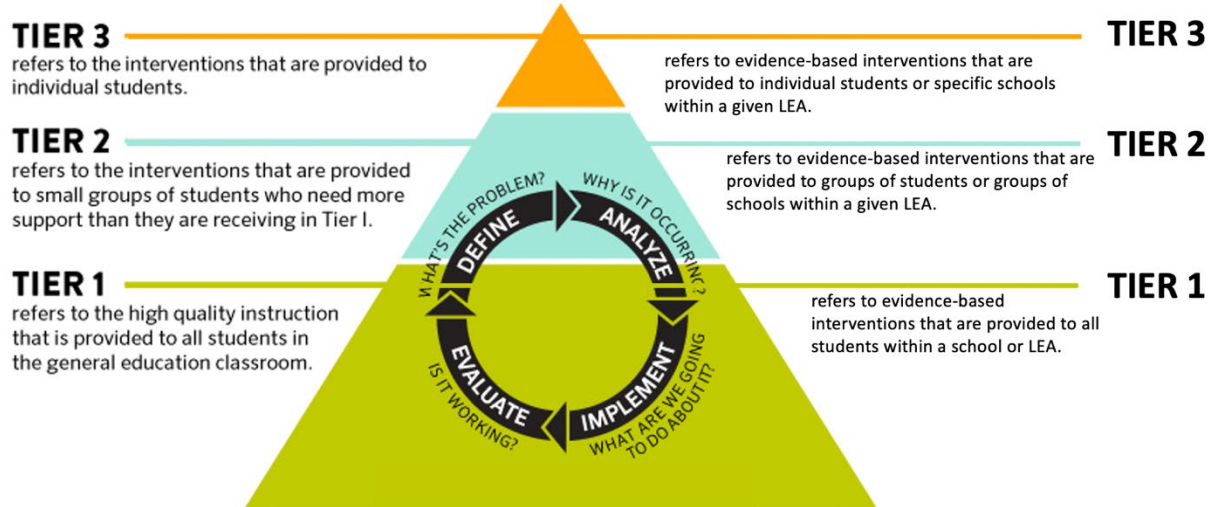 TIER 3
refers to the interventions that are provided to
individual students.
TIER 2
refers to the interventions that are provided
to small groups of students who need more
support than they are receiving in Tier I.
TIER 1
refers to the high quality instruction
that is provided to all students in
the general education classroom.
WHAT'S THE PROBLEM?
DEFINE
WHY IS IT OCCURRING?
ANALYZE
IMPLEMENT
WHAT ARE WE GOING
TO DO ABOUT IT?
EVALUATE
IS IT WORKING?
TIER 3
refers to evidence-based interventions that are
provided to individual students or specific schools
within a given LEA.
TIER 2
refers to evidence-based interventions that are
provided to groups of students or groups of
schools within a given LEA.
TIER 1
refers to evidence-based
interventions that are provided to all
students within a school or LEA.